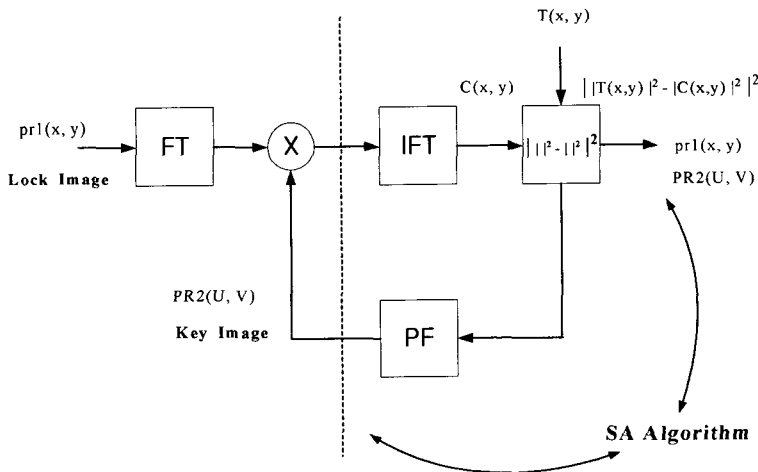 T(x, y)
C(x, y) | |T(x,y) |² - |C(x,y) |² |²
pr1(x, y) FT X IFT | | |² - | |² |² pr1(x, y)
Lock Image PR2(U, V)
PR2(U, V)
Key Image PF
SA Algorithm